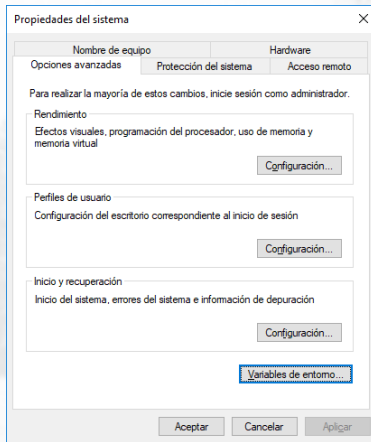 Propiedades del sistema
Nombre de equipo Hardware
Opciones avanzadas Protección del sistema Acceso remoto
Para realizar la mayoría de estos cambios, inicie sesión como administrador.
Rendimiento
Efectos visuales, programación del procesador, uso de memoria y
memoria virtual
Configuración...
Perfiles de usuario
Configuración del escritorio correspondiente al inicio de sesión
Configuración...
Inicio y recuperación
Inicio del sistema, errores del sistema e información de depuración
Configuración...
Variables de entorno...
Aceptar Cancelar Aplicar